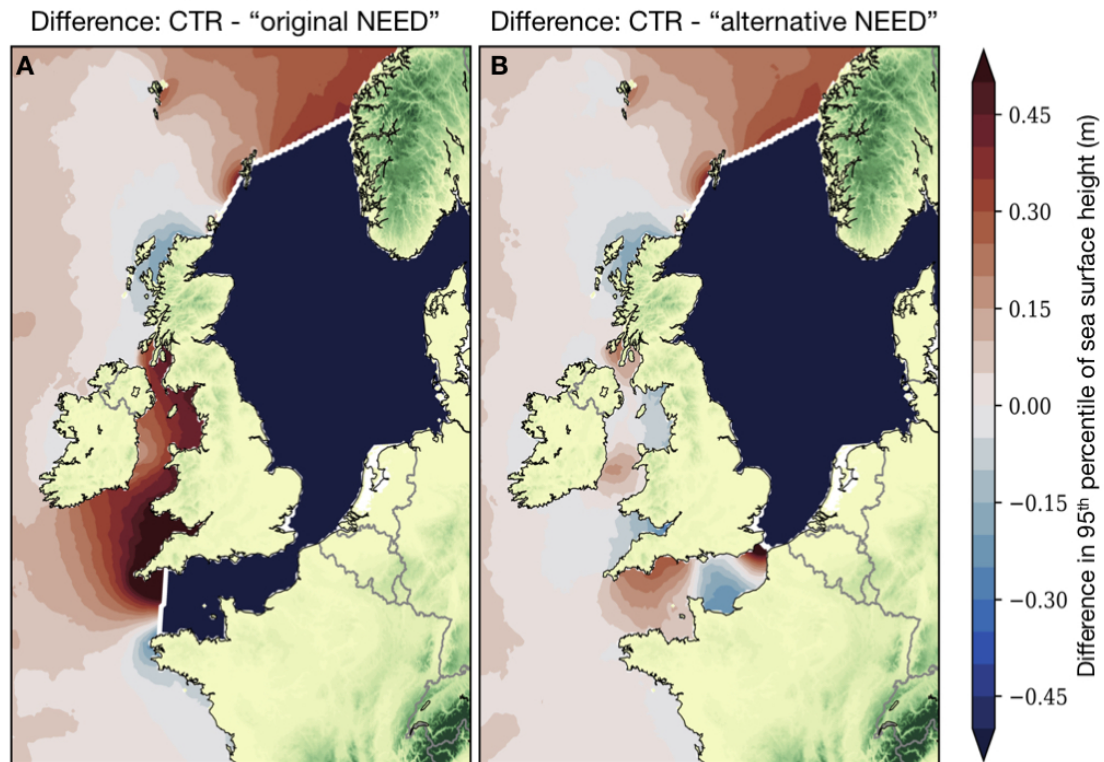 Difference: CTR - “original NEED”
Difference: CTR - “alternative NEED”
A
B
0.45
0.30
0.15
0.00
−0.15
−0.30
−0.45
Difference in 95th percentile of sea surface height (m)